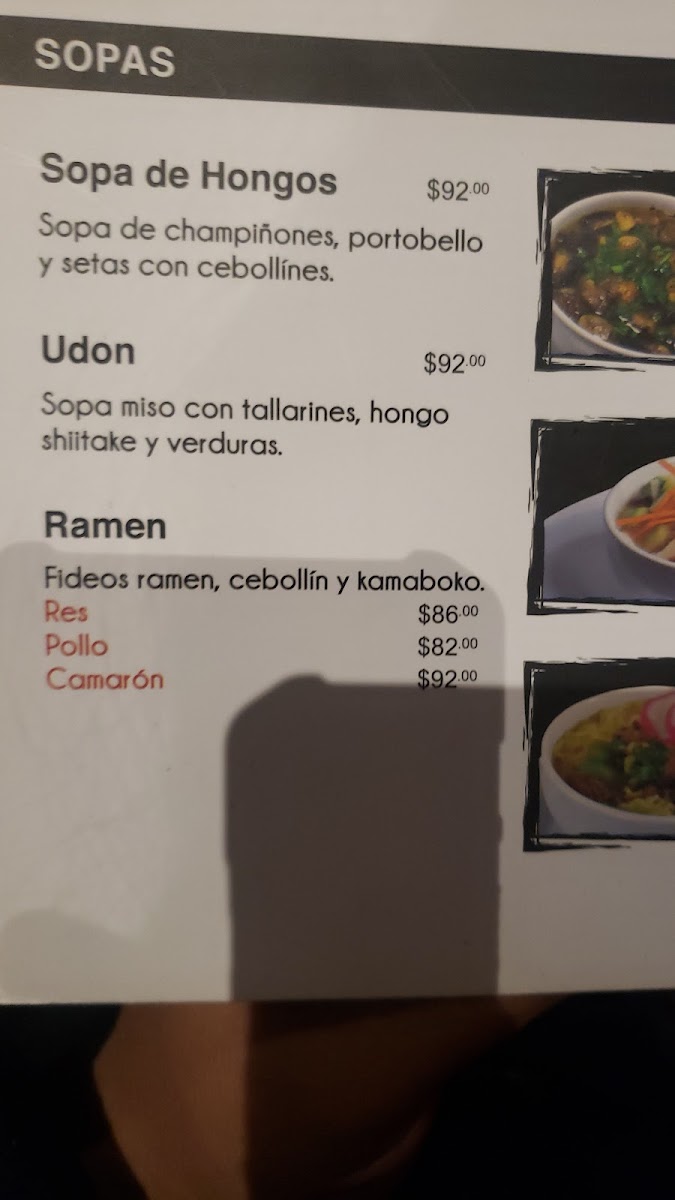 SOPAS
Sopa de Hongos $92.00
Sopa de champiñones, portobello
y setas con cebollínes.
Udon $92.00
Sopa miso con tallarines, hongo
shiitake y verduras.
Ramen
Fideos ramen, cebollín y kamaboko.
Res $86.00
Pollo $82.00
Camarón $92.00